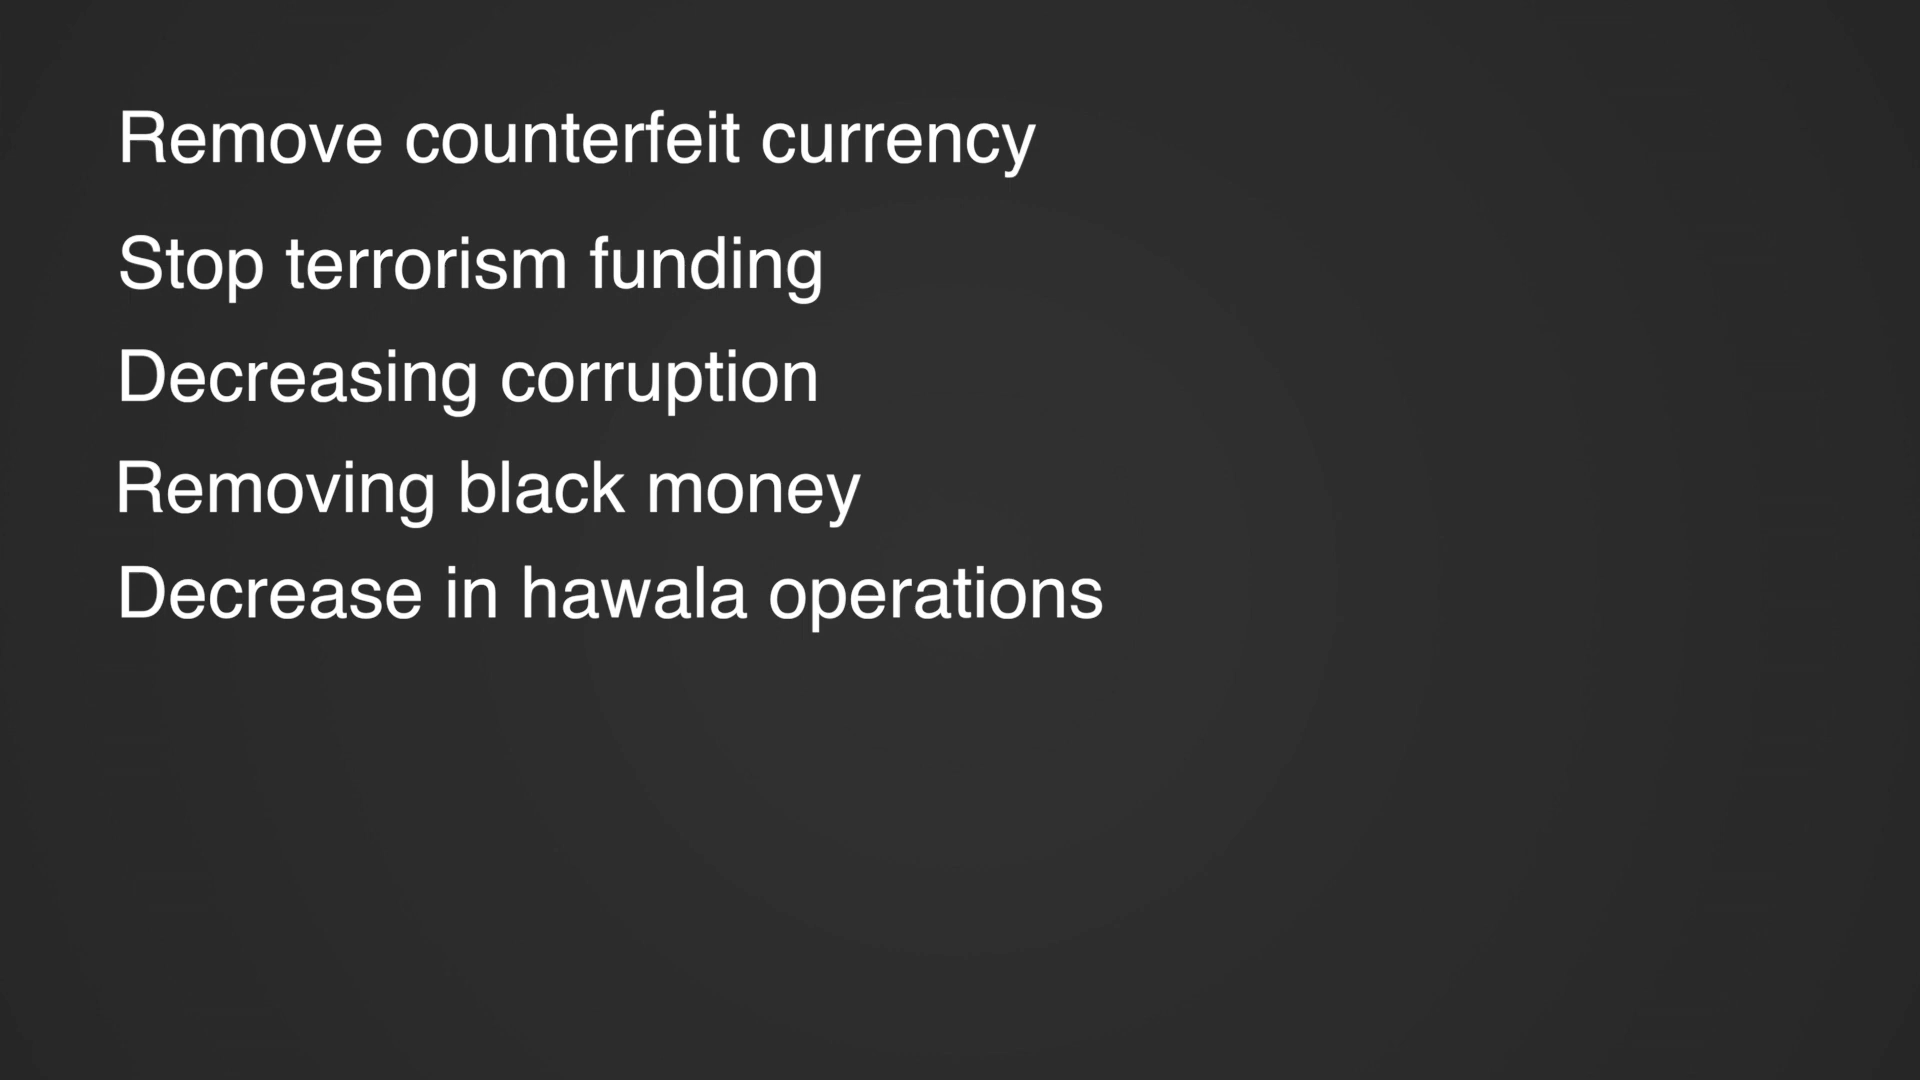 Remove counterfeit currency
Stop terrorism funding
Decreasing corruption
Removing black money
Decrease in hawala operations